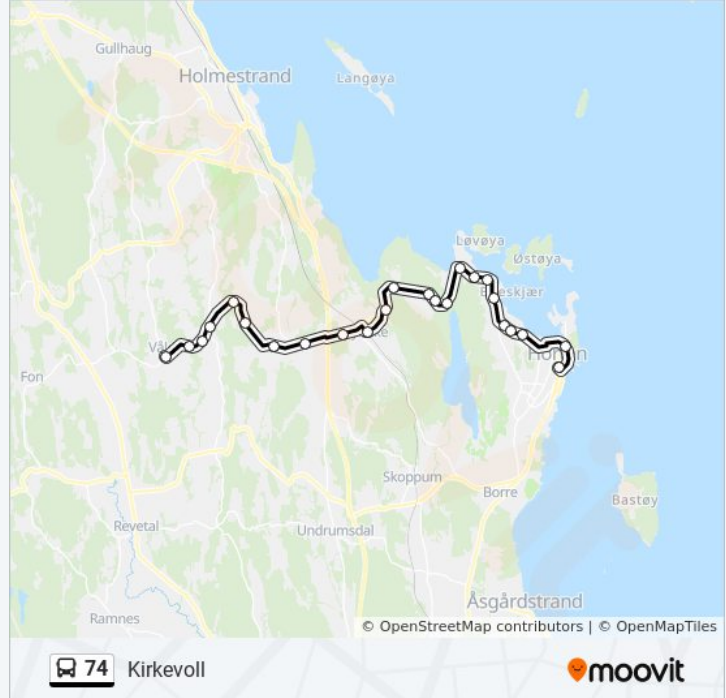 Gullhaug
Holmestrand
Langøya
Løvøya
Østøya
Fon
Skoppum
Borre
Bastøy
Revetal
Undrumsdal
Åsgårdstrand
Ramnes
© OpenStreetMap contributors | © OpenMapTiles
74 Kirkevoll
moovit